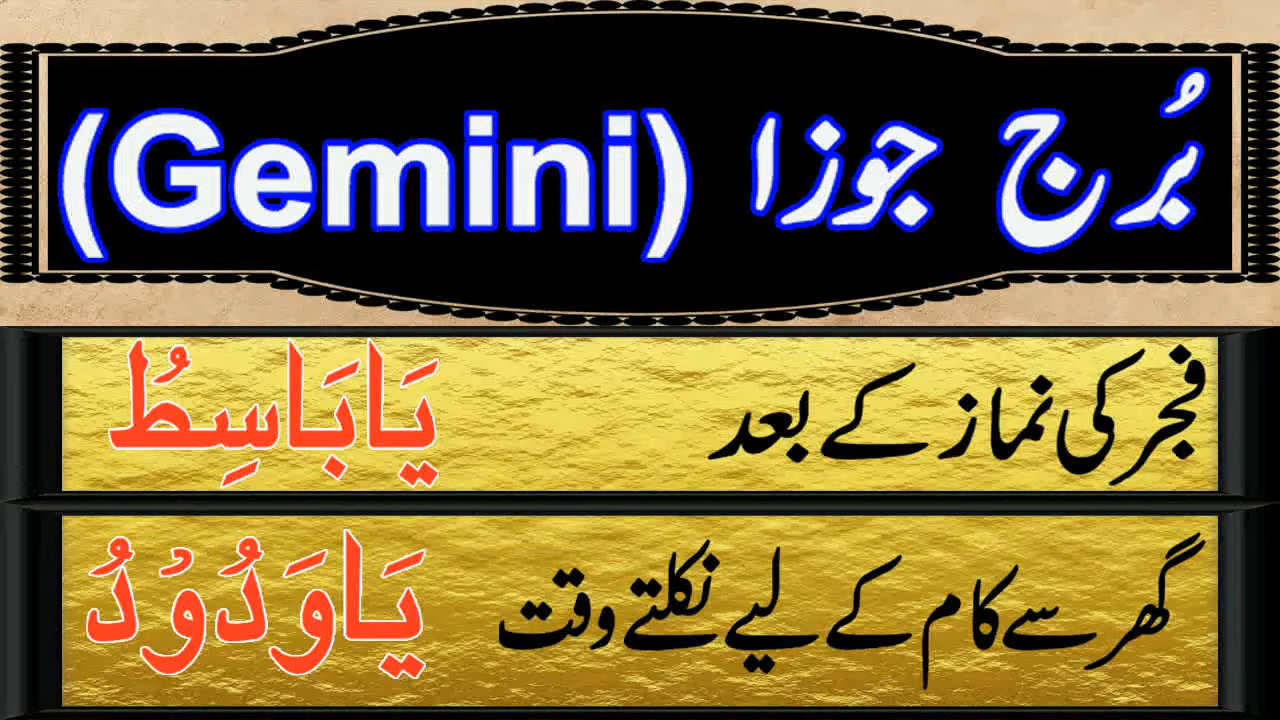 بُرج جوزا (Gemini)
فجر کی نماز کے بعد يَابَاسِطُ
گھر سے کام کے لیے نکلتے وقت يَاوَدُوْدُ